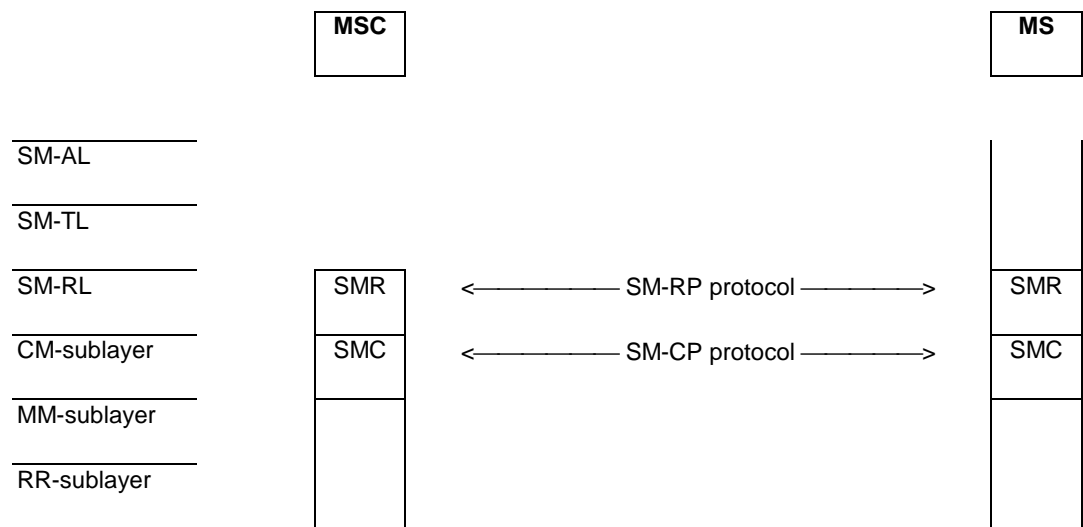 MSC MS
SM-AL
SM-TL
SM-RL SMR <—————— SM-RP protocol —————> SMR
CM-sublayer SMC <—————— SM-CP protocol —————> SMC
MM-sublayer
RR-sublayer